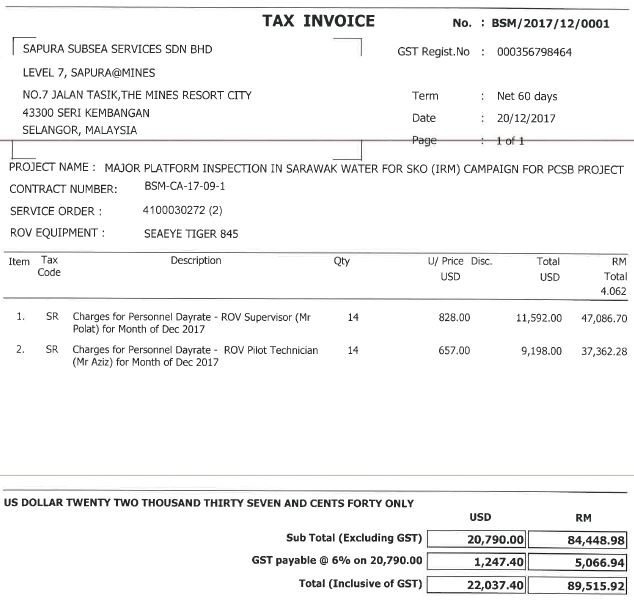 TAX INVOICE
No. : BSM/2017/12/0001
SAPURA SUBSEA SERVICES SDN BHD
GST Regist.No : 000356798464
LEVEL 7, SAPURA@MINES
NO.7 JALAN TASIK,THE MINES RESORT CITY
Term : Net 60 days
43300 SERI KEMBANGAN
Date : 20/12/2017
SELANGOR, MALAYSIA
Page : 1 of 1
PROJECT NAME : MAJOR PLATFORM INSPECTION IN SARAWAK WATER FOR SKO (IRM) CAMPAIGN FOR PCSB PROJECT
CONTRACT NUMBER: BSM-CA-17-09-1
SERVICE ORDER : 4100030272 (2)
ROV EQUIPMENT : SEAEYE TIGER 845
Item Tax Code Description Qty U/ Price USD Disc. Total USD RM Total 4.062
1. SR Charges for Personnel Dayrate - ROV Supervisor (Mr 14 828.00 11,592.00 47,086.70
Polat) for Month of Dec 2017
2. SR Charges for Personnel Dayrate - ROV Pilot Technician 14 657.00 9,198.00 37,362.28
(Mr Aziz) for Month of Dec 2017
US DOLLAR TWENTY TWO THOUSAND THIRTY SEVEN AND CENTS FORTY ONLY
USD RM
Sub Total (Excluding GST) 20,790.00 84,448.98
GST payable @ 6% on 20,790.00 1,247.40 5,066.94
Total (Inclusive of GST) 22,037.40 89,515.92